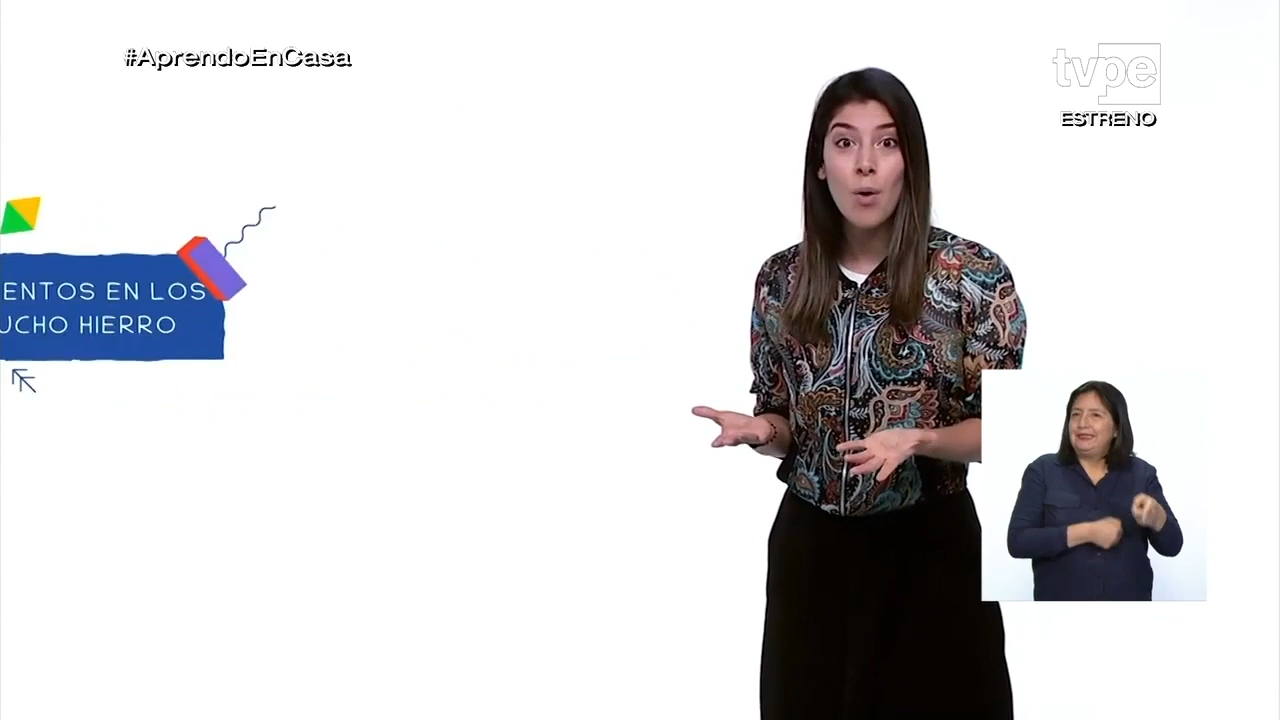 #AprendoEnCasa
tvpe
ESTRENO
ENTOS EN LOS
UCHO HIERRO